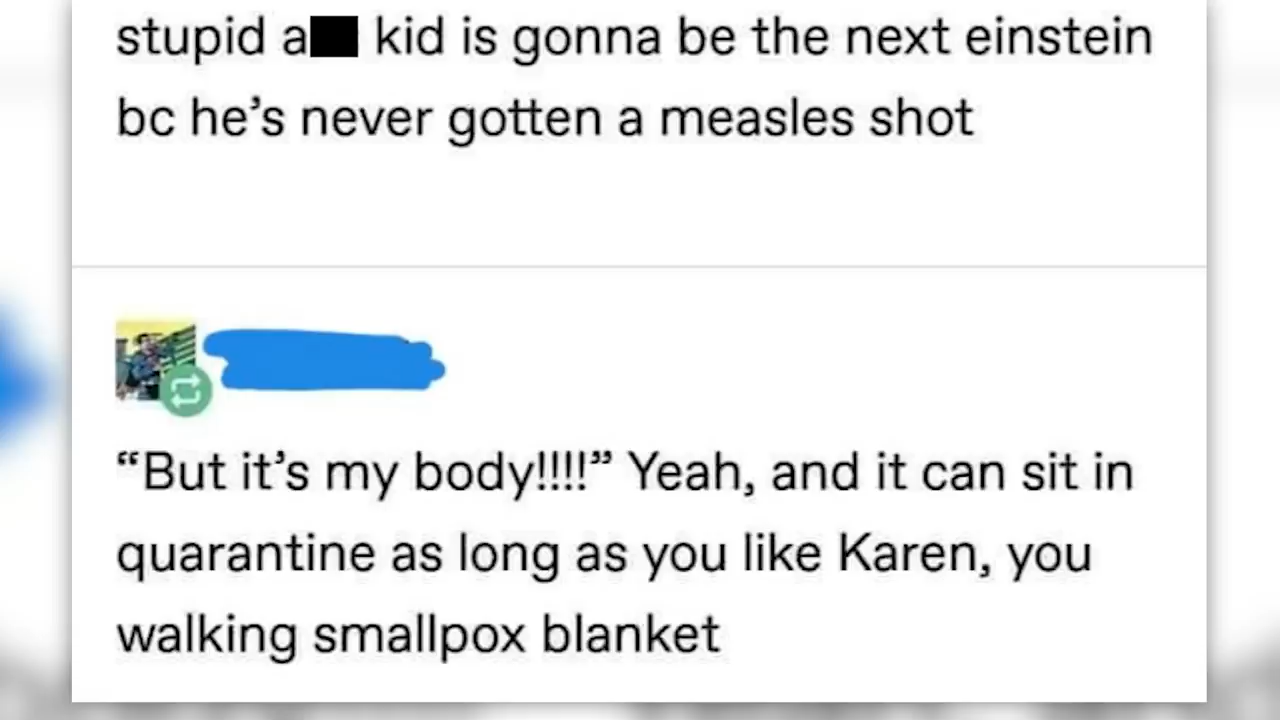 stupid a■ kid is gonna be the next einstein
bc he’s never gotten a measles shot
“But it’s my body!!!!” Yeah, and it can sit in
quarantine as long as you like Karen, you
walking smallpox blanket